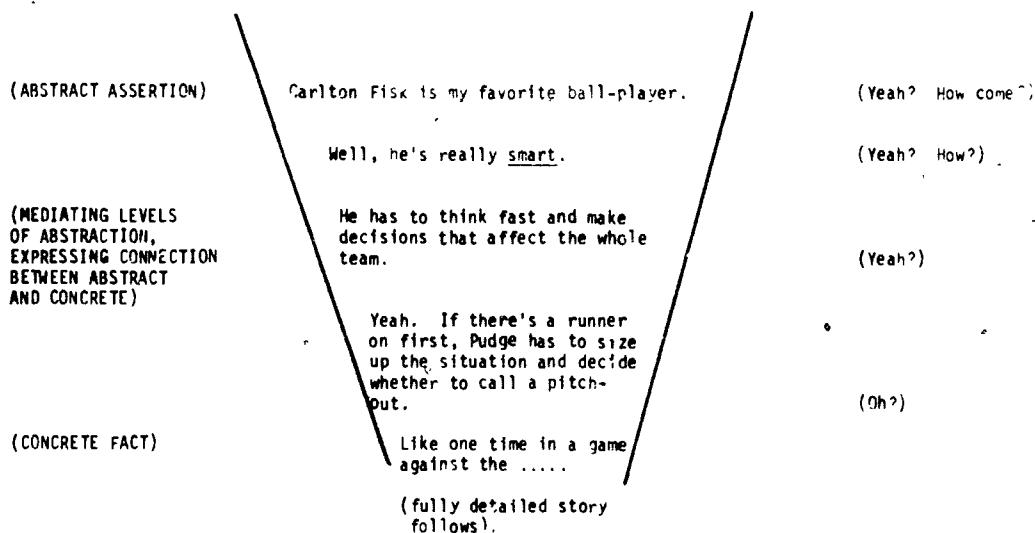 (ABSTRACT ASSERTION) Carlton Fisk is my favorite ball-player. (Yeah? How come?)
Well, he's really smart. (Yeah? How?)
(MEDIATING LEVELS
OF ABSTRACTION,
EXPRESSING CONNECTION
BETWEEN ABSTRACT
AND CONCRETE)
He has to think fast and make
decisions that affect the whole
team.
(Yeah?)
Yeah. If there's a runner
on first, Pudge has to size
up the situation and decide
whether to call a pitch-
out.
(Oh?)
(CONCRETE FACT)
Like one time in a game
against the .....
(fully detailed story
follows).